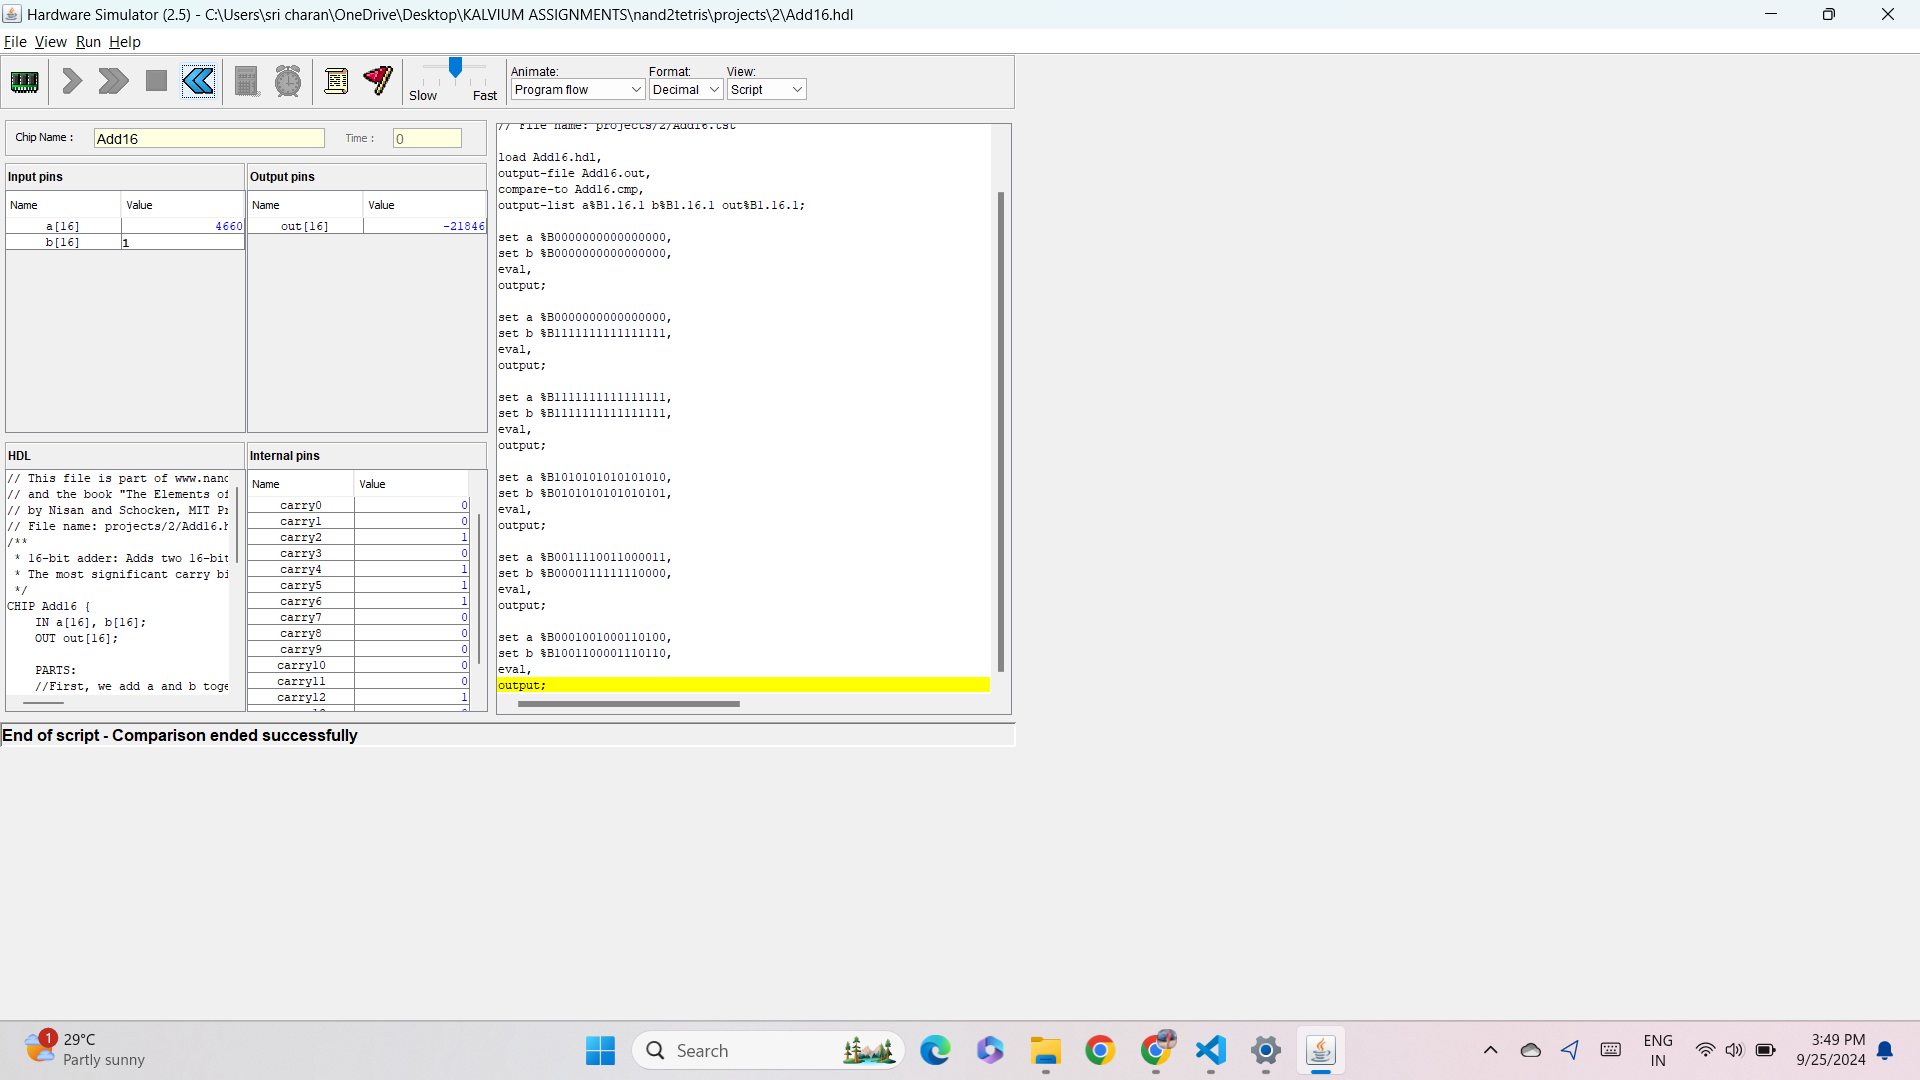 Hardware Simulator (2.5) - C:\Users\sri charan\OneDrive\Desktop\KALVIUM ASSIGNMENTS\nand2tetris\projects\2\Add16.hdl
File View Run Help
Slow Fast
Animate:
Program flow
Format:
Decimal
View:
Script
Chip Name :
Add16
Time :
0
Input pins
Name Value
a[16] 4660
b[16] 1
Output pins
Name Value
out[16] -21846
HDL
// This file is part of www.nand
// and the book "The Elements of
// by Nisan and Schocken, MIT Pr
// File name: projects/2/Add16.h
/**
* 16-bit adder: Adds two 16-bit
* The most significant carry bi
*/
CHIP Add16 {
IN a[16], b[16];
OUT out[16];
PARTS:
//First, we add a and b toge
Internal pins
Name Value
carry0 0
carry1 0
carry2 1
carry3 0
carry4 1
carry5 1
carry6 1
carry7 0
carry8 0
carry9 0
carry10 0
carry11 0
carry12 1
// File name: projects/2/Add16.tst
load Add16.hdl,
output-file Add16.out,
compare-to Add16.cmp,
output-list a%B1.16.1 b%B1.16.1 out%B1.16.1;
set a %B0000000000000000,
set b %B0000000000000000,
eval,
output;
set a %B0000000000000000,
set b %B1111111111111111,
eval,
output;
set a %B1111111111111111,
set b %B1111111111111111,
eval,
output;
set a %B1010101010101010,
set b %B0101010101010101,
eval,
output;
set a %B0011110011000011,
set b %B0000111111110000,
eval,
output;
set a %B0001001000110100,
set b %B1001100001110110,
eval,
output;
End of script - Comparison ended successfully
1
29°C
Partly sunny
Search
ENG
IN
3:49 PM
9/25/2024